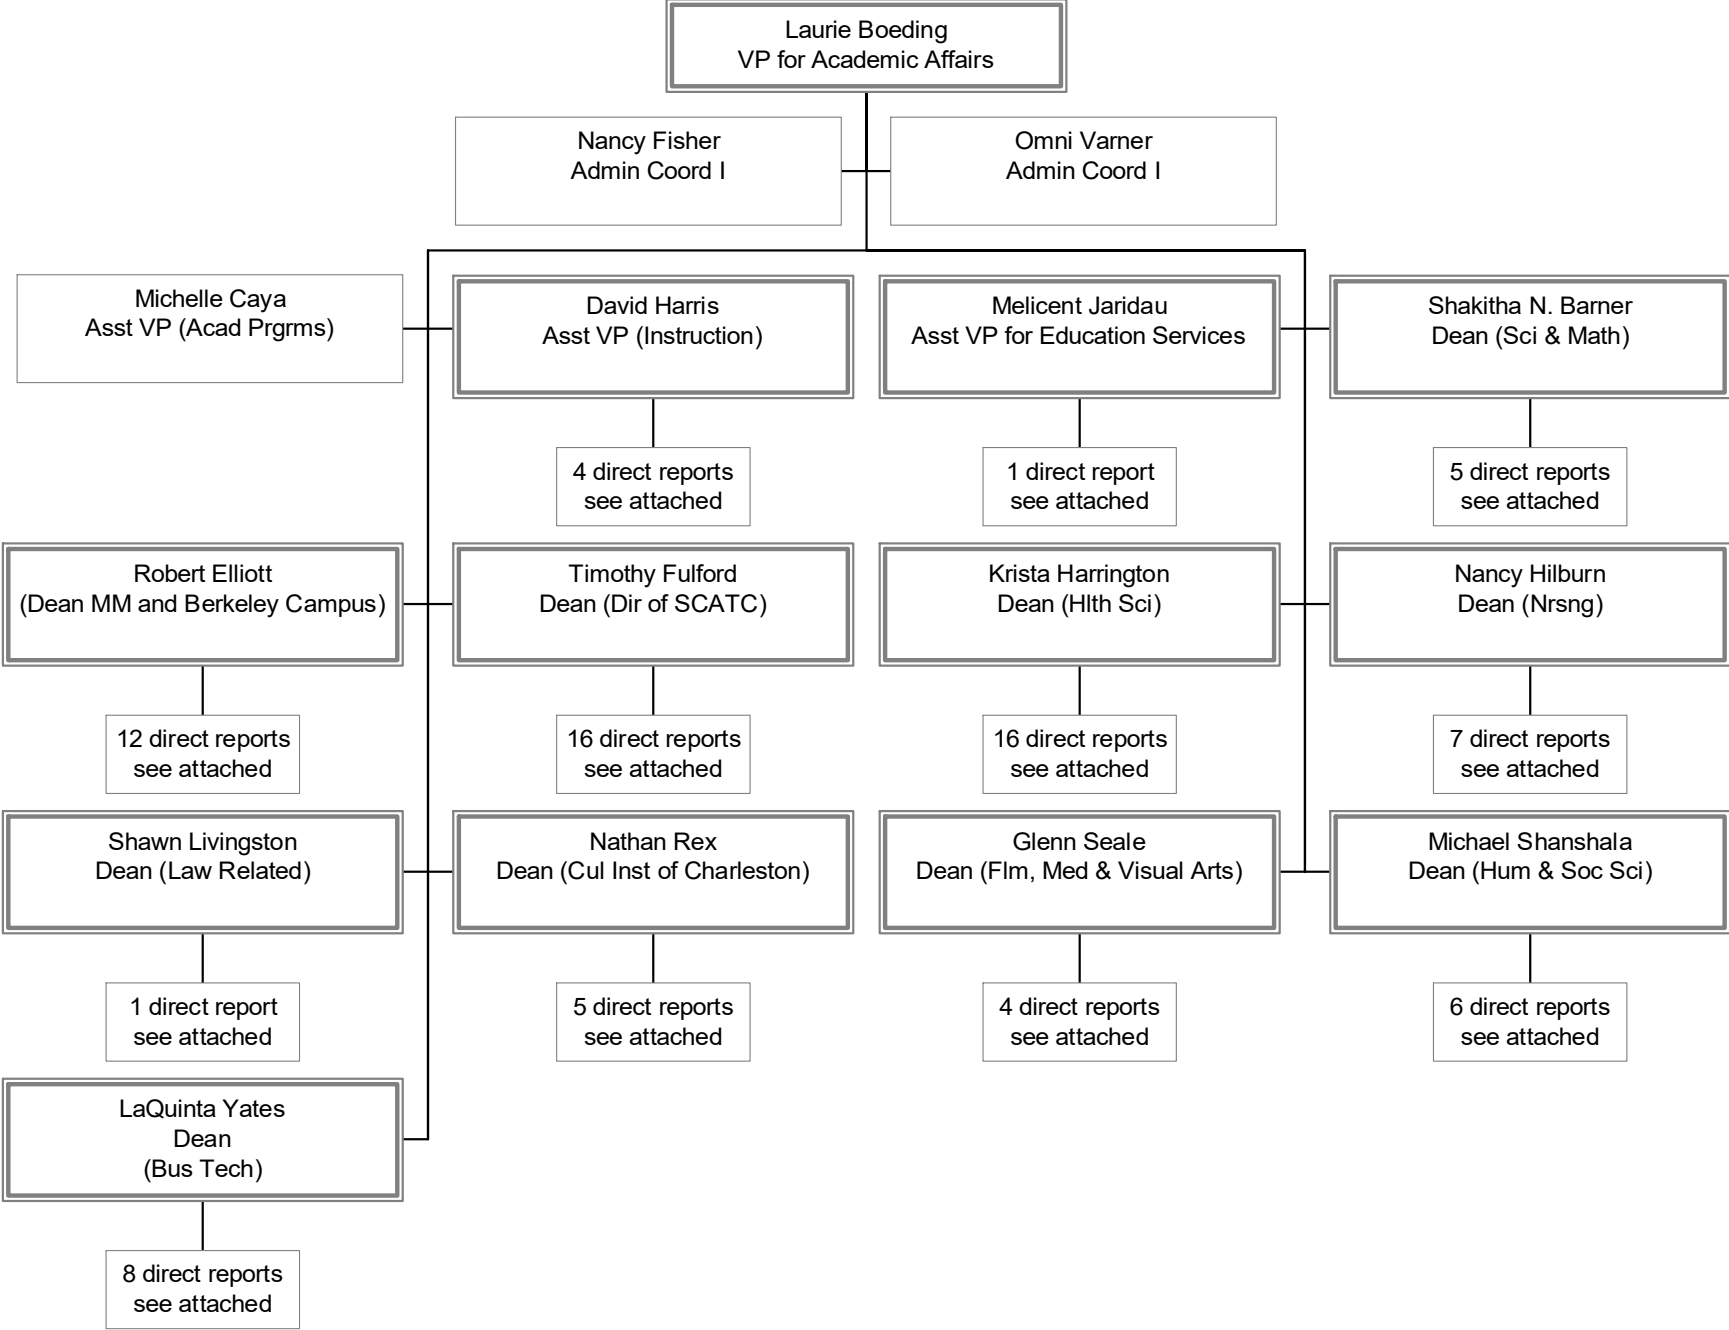 Laurie Boeding
VP for Academic Affairs
Nancy Fisher
Admin Coord I
Omni Varner
Admin Coord I
Michelle Caya
Asst VP (Acad Prgrms)
David Harris
Asst VP (Instruction)
Melicent Jaridau
Asst VP for Education Services
Shakitha N. Barner
Dean (Sci & Math)
4 direct reports
see attached
1 direct report
see attached
5 direct reports
see attached
Robert Elliott
(Dean MM and Berkeley Campus)
Timothy Fulford
Dean (Dir of SCATC)
Krista Harrington
Dean (Hlth Sci)
Nancy Hilburn
Dean (Nrsng)
12 direct reports
see attached
16 direct reports
see attached
16 direct reports
see attached
7 direct reports
see attached
Shawn Livingston
Dean (Law Related)
Nathan Rex
Dean (Cul Inst of Charleston)
Glenn Seale
Dean (Flm, Med & Visual Arts)
Michael Shanshala
Dean (Hum & Soc Sci)
1 direct report
see attached
5 direct reports
see attached
4 direct reports
see attached
6 direct reports
see attached
LaQuinta Yates
Dean
(Bus Tech)
8 direct reports
see attached